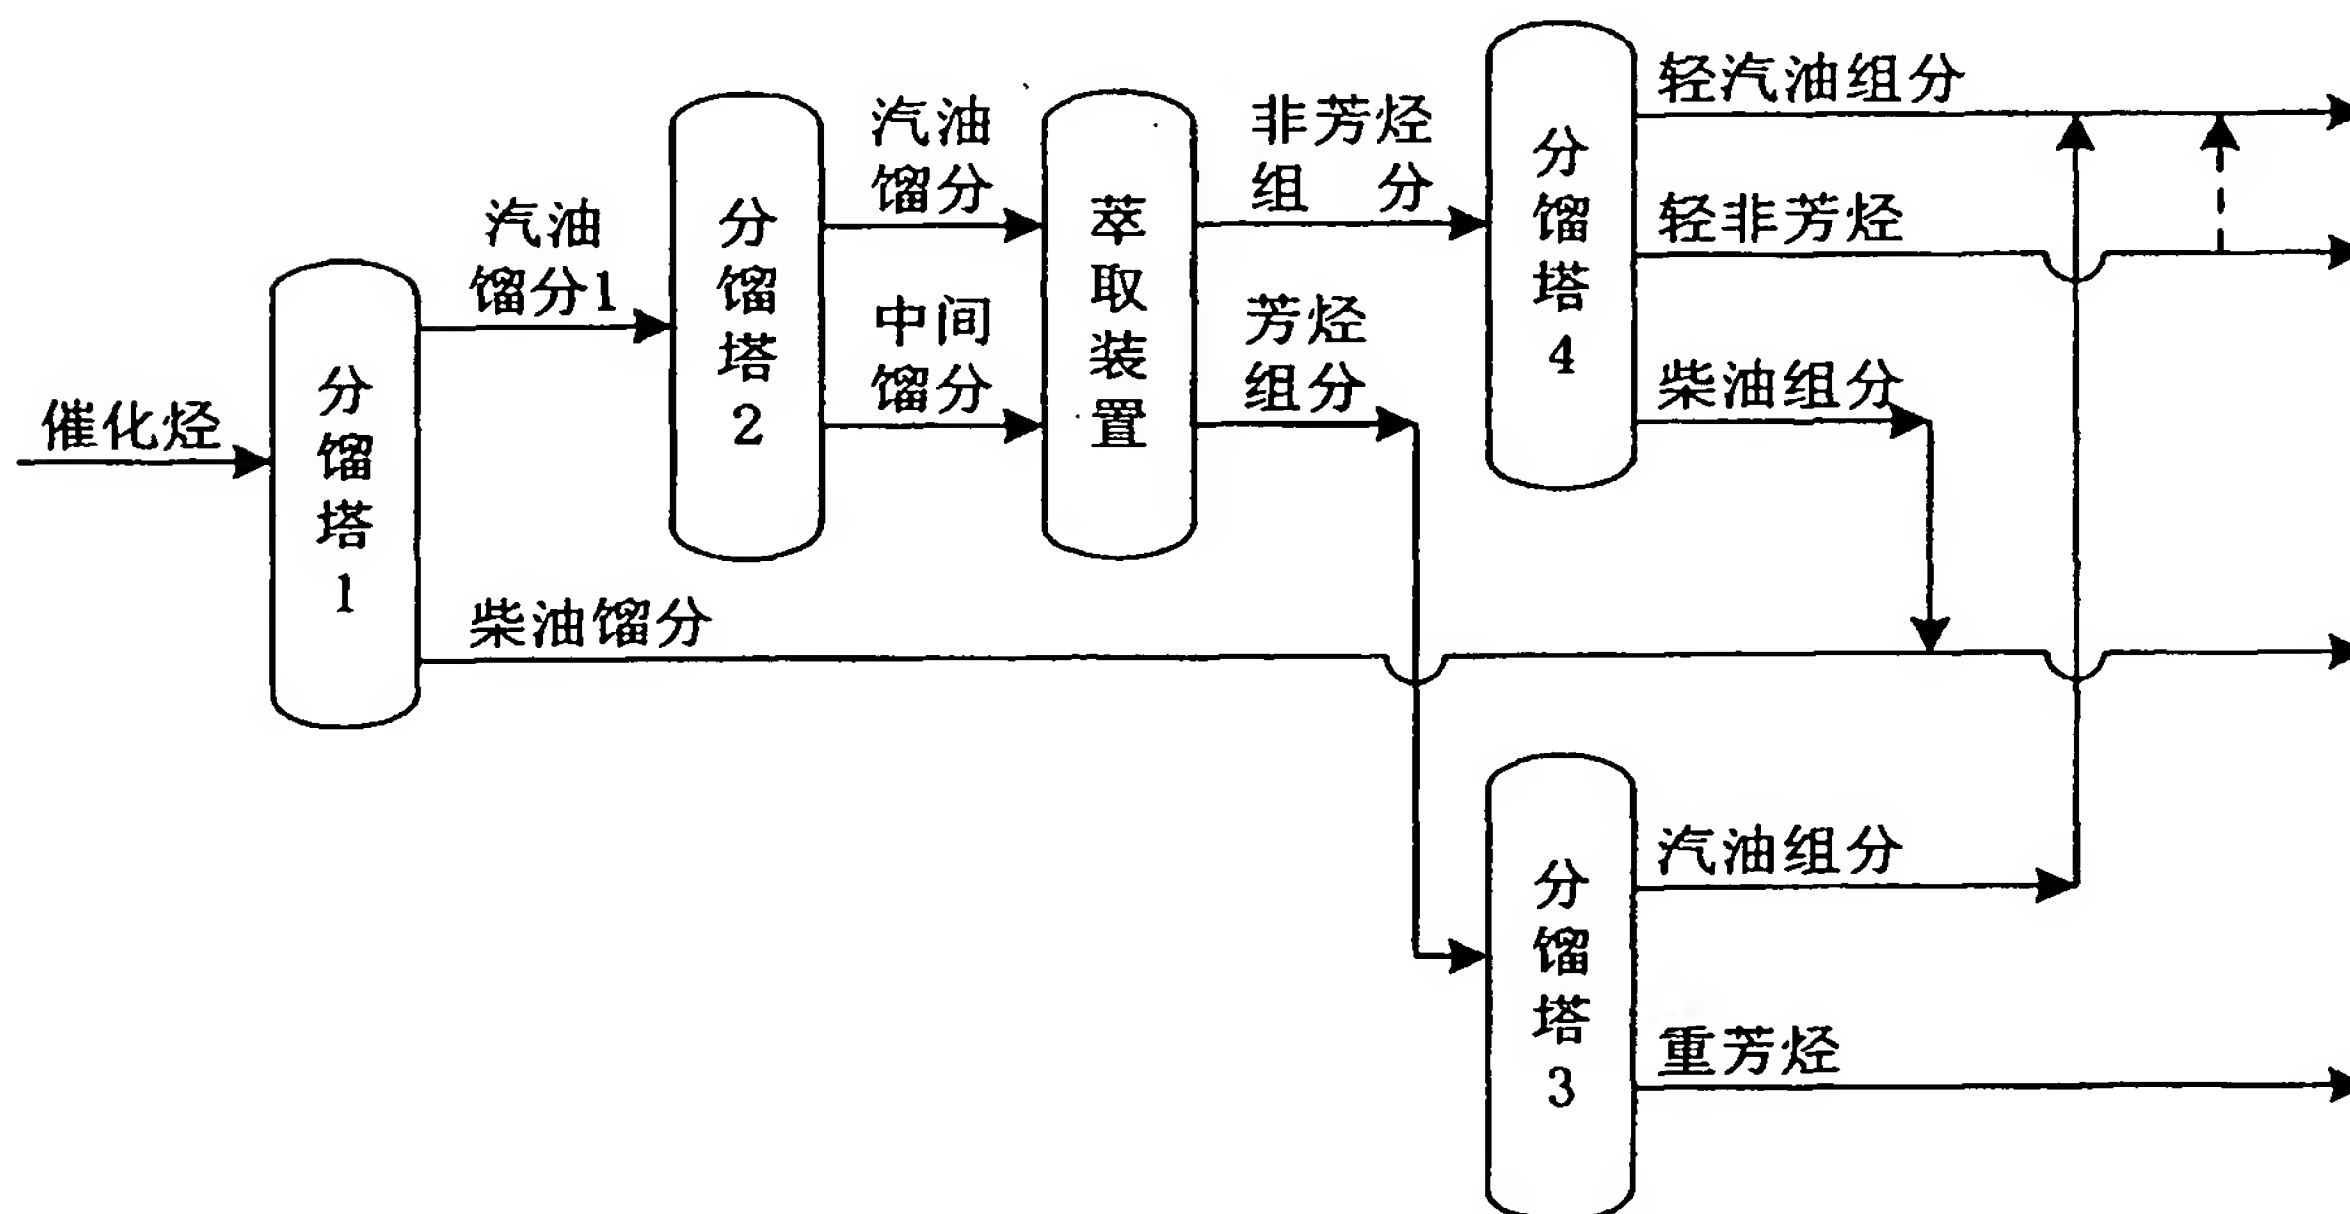 催化烃
分
馏
塔
1
汽油
馏分1
柴油馏分
分
馏
塔
2
汽油
馏分
中间
馏分
萃
取
装
置
非芳烃
组 分
芳烃
组分
分
馏
塔
4
轻汽油组分
轻非芳烃
柴油组分
分
馏
塔
3
汽油组分
重芳烃